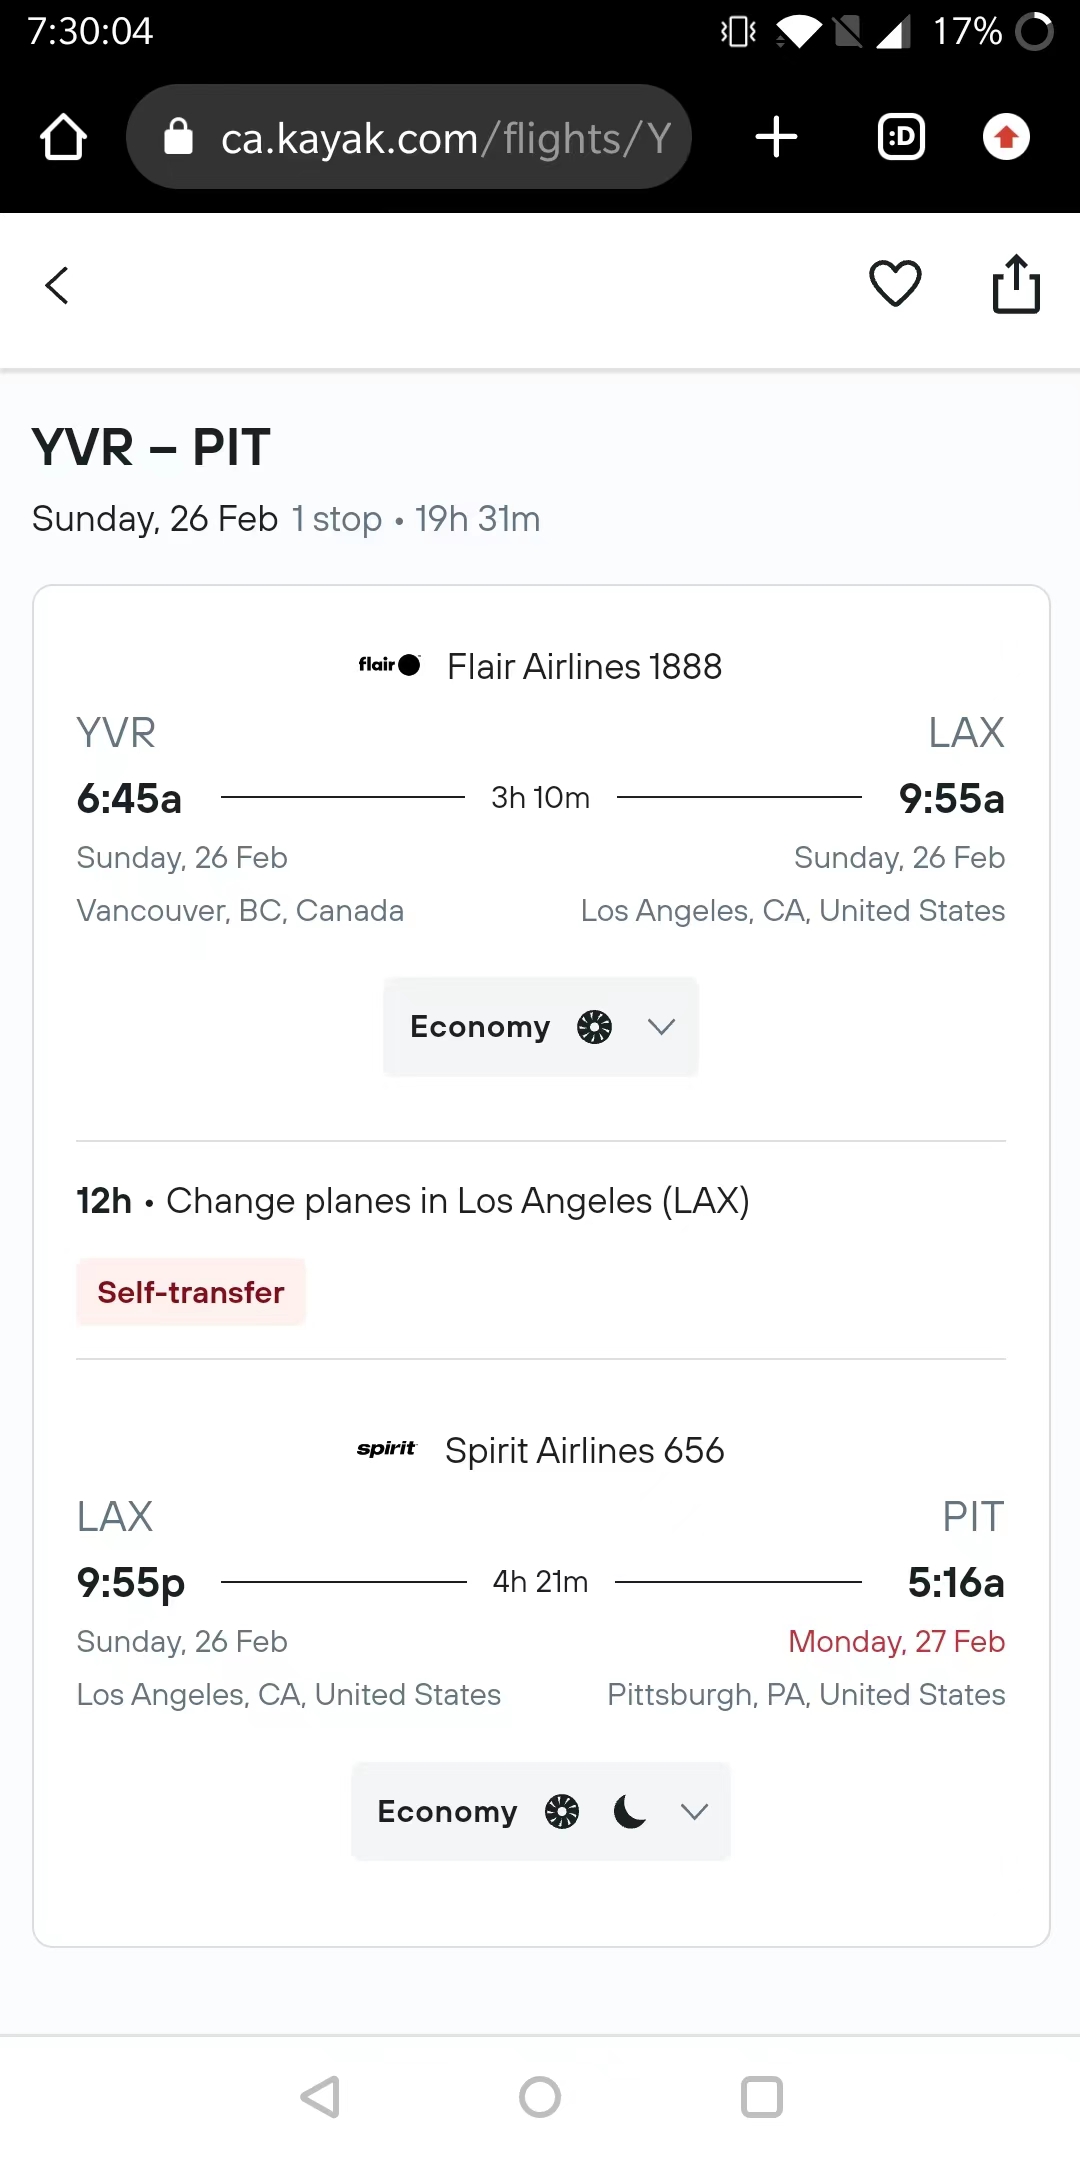 7:30:04 17%
ca.kayak.com/flights/Y :D
YVR – PIT
Sunday, 26 Feb 1 stop • 19h 31m
flair Flair Airlines 1888
YVR LAX
6:45a 3h 10m 9:55a
Sunday, 26 Feb Sunday, 26 Feb
Vancouver, BC, Canada Los Angeles, CA, United States
Economy
12h • Change planes in Los Angeles (LAX)
Self-transfer
spirit Spirit Airlines 656
LAX PIT
9:55p 4h 21m 5:16a
Sunday, 26 Feb Monday, 27 Feb
Los Angeles, CA, United States Pittsburgh, PA, United States
Economy